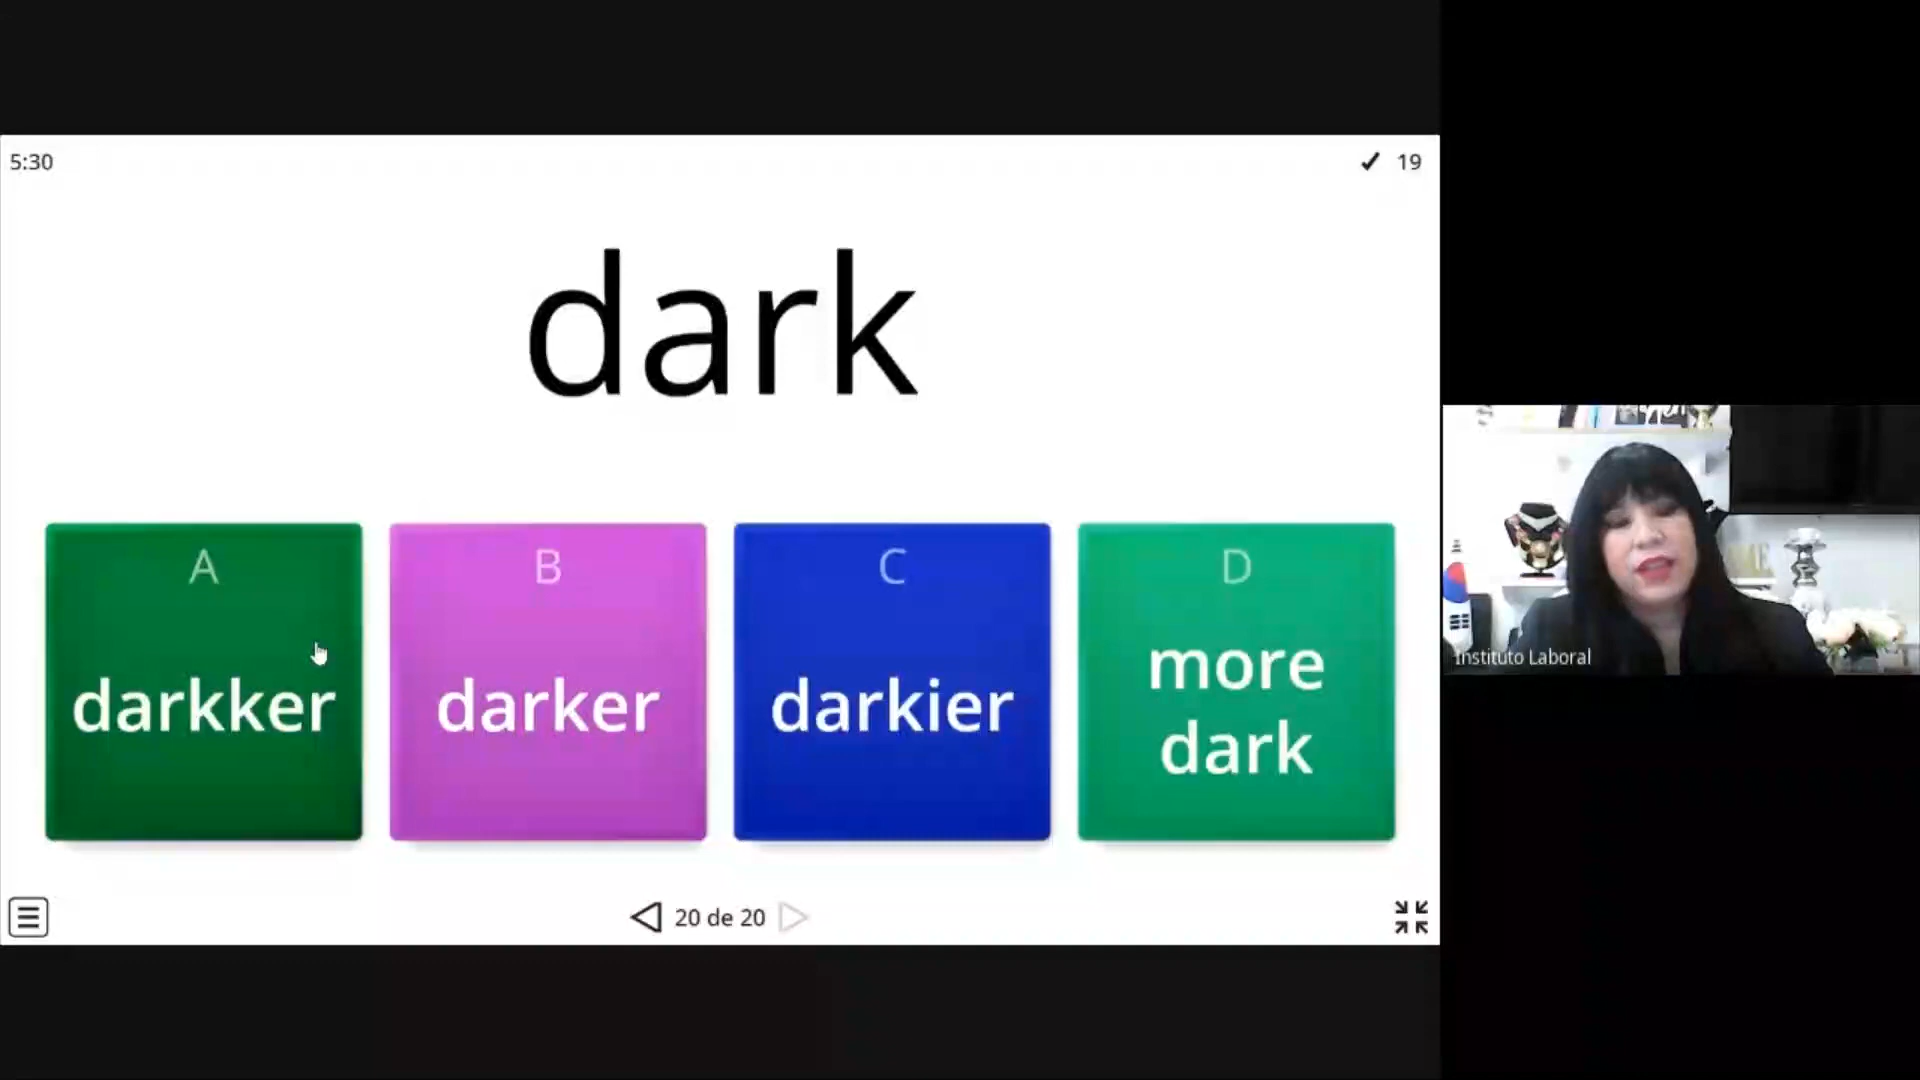 5:30
✓ 19
dark
A
darkker
B
darker
C
darkier
D
more
dark
20 de 20
Instituto Laboral